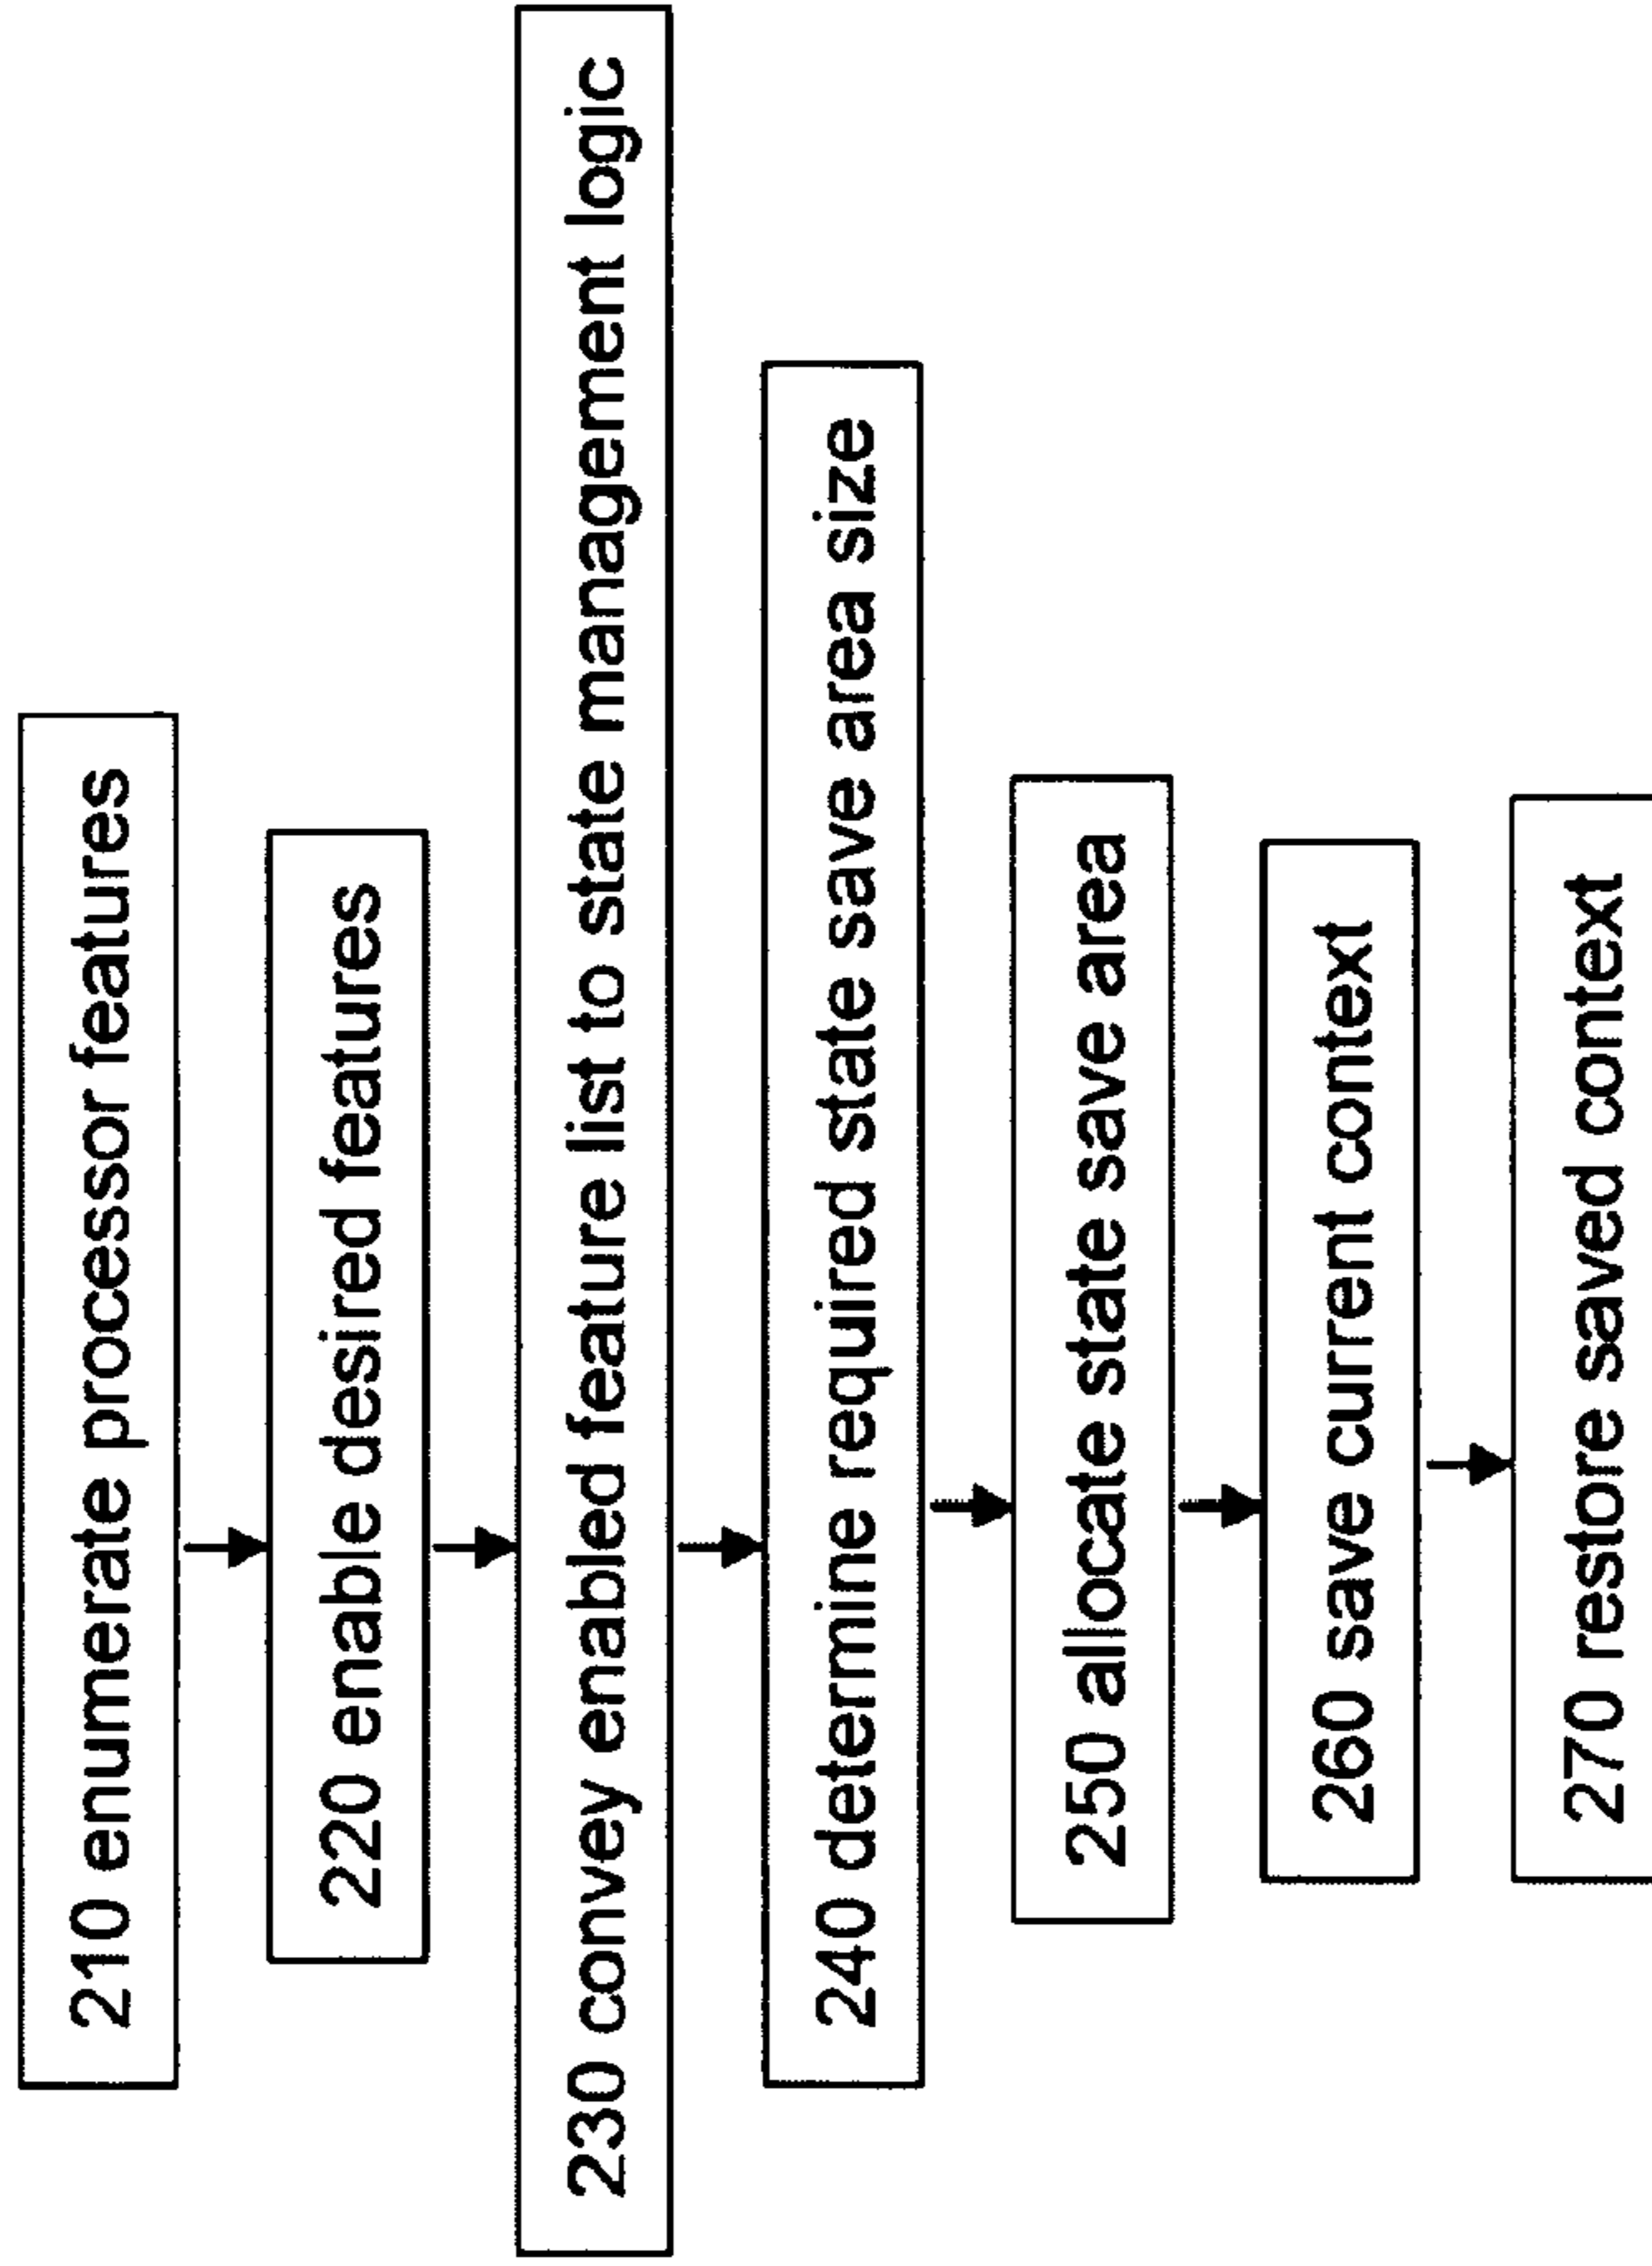 210 enumerate processor features
220 enable desired features
230 convey enabled feature list to state management logic
240 determine required state save area size
250 allocate state save area
260 save current context
270 restore saved context